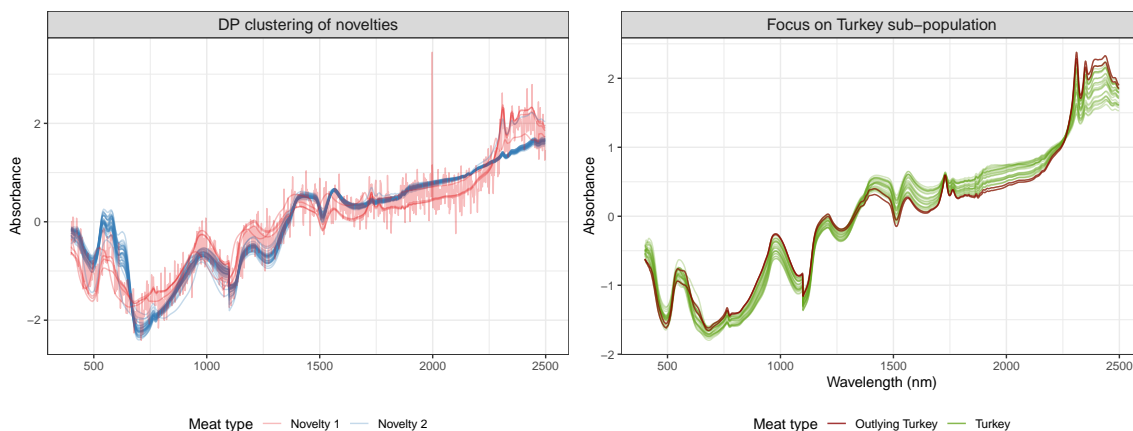 DP clustering of novelties
Absorbance
2
0
−2
500 1000 1500 2000 2500
Meat type Novelty 1 Novelty 2
Focus on Turkey sub−population
Absorbance
2
1
0
−1
−2
500 1000 1500 2000 2500
Wavelength (nm)
Meat type Outlying Turkey Turkey